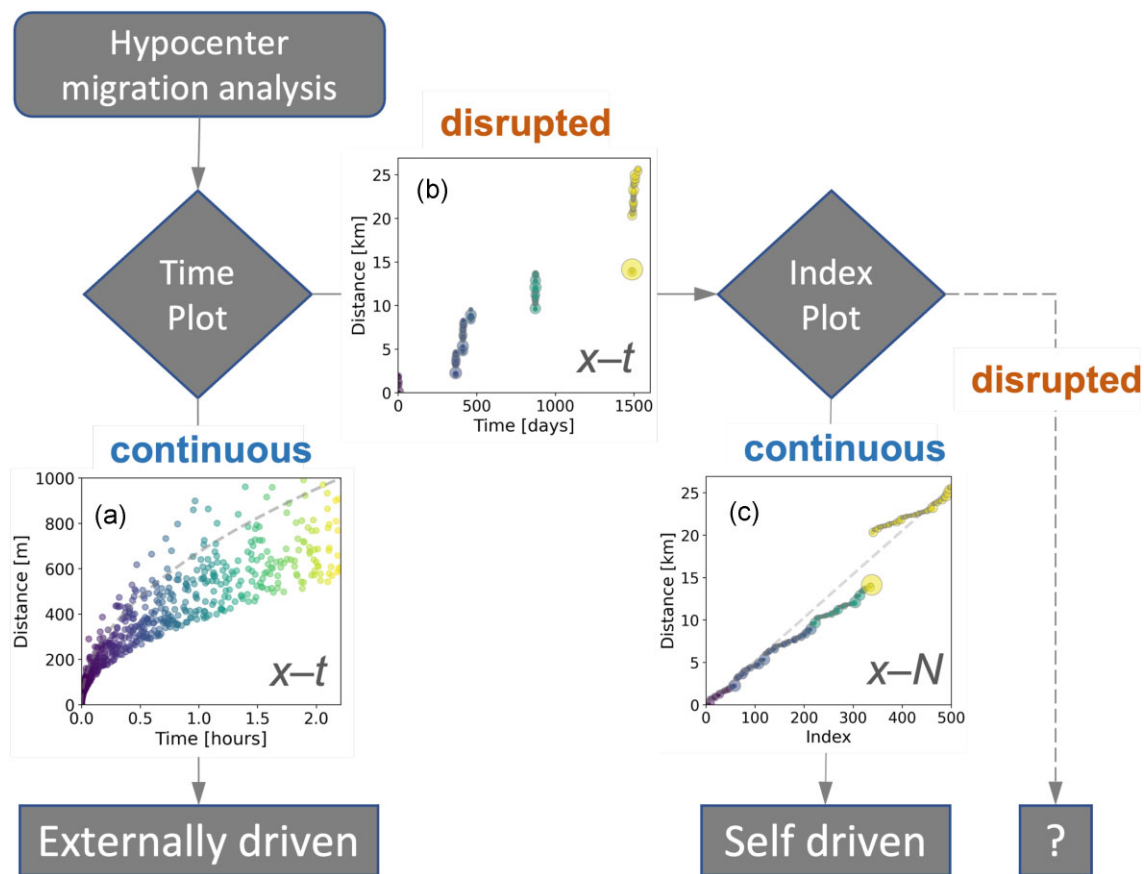 Hypocenter
migration analysis
disrupted
(b)
25
20
15
10
5
0
Distance [km]
x–t
0 500 1000 1500
Time [days]
Time
Plot
Index
Plot
disrupted
continuous
(a)
1000
800
600
400
200
0
Distance [m]
x–t
0.0 0.5 1.0 1.5 2.0
Time [hours]
continuous
(c)
25
20
15
10
5
0
Distance [km]
x–N
0 100 200 300 400 500
Index
Externally driven
Self driven
?